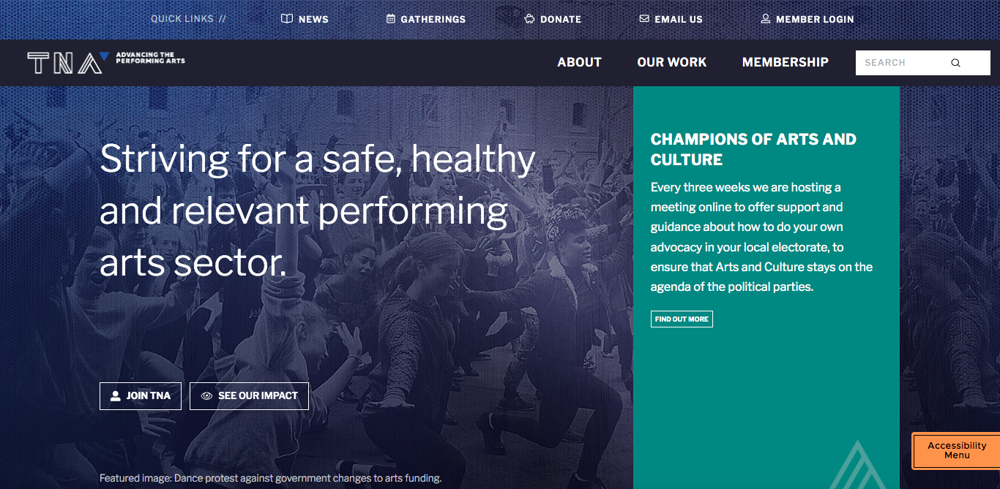 QUICK LINKS //
NEWS
GATHERINGS
DONATE
EMAIL US
MEMBER LOGIN
TNA
ADVANCING THE
PERFORMING ARTS
ABOUT
OUR WORK
MEMBERSHIP
SEARCH
Striving for a safe, healthy
and relevant performing
arts sector.
JOIN TNA
SEE OUR IMPACT
Featured image: Dance protest against government changes to arts funding.
CHAMPIONS OF ARTS AND
CULTURE
Every three weeks we are hosting a
meeting online to offer support and
guidance about how to do your own
advocacy in your local electorate, to
ensure that Arts and Culture stays on the
agenda of the political parties.
FIND OUT MORE
Accessibility
Menu